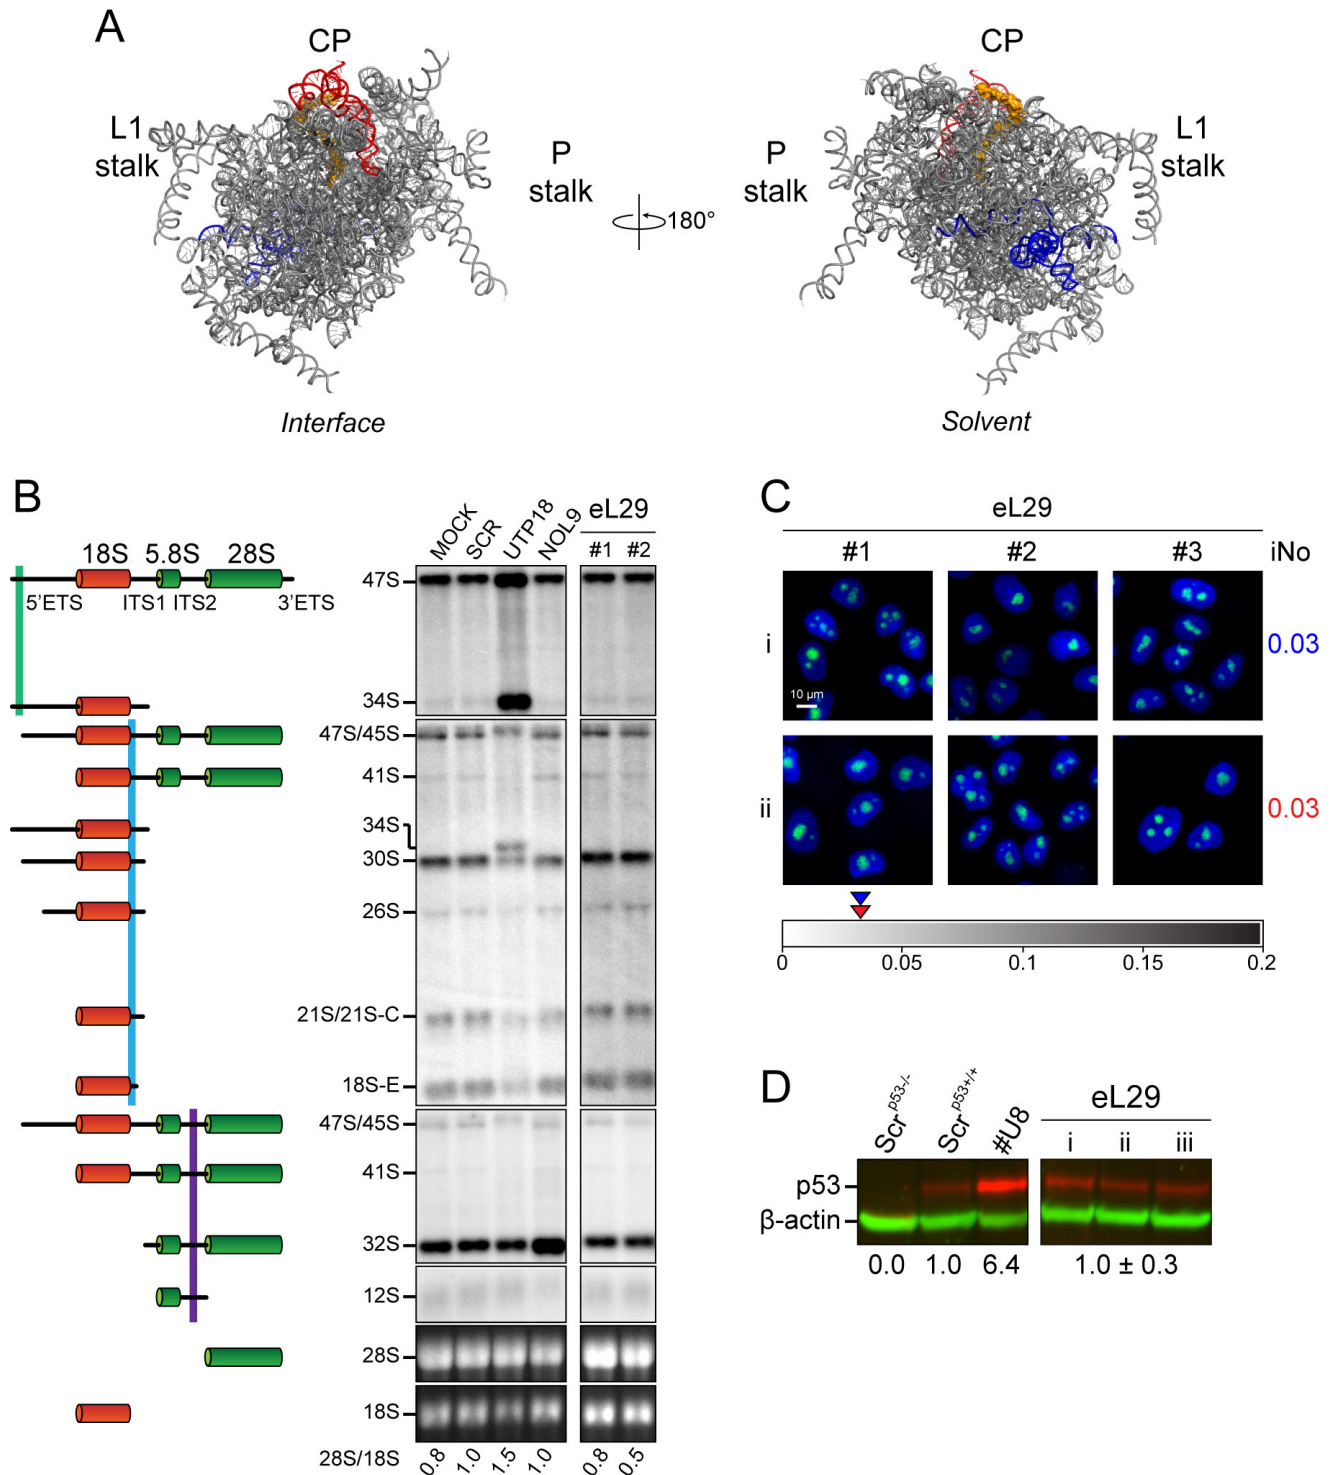 A
CP
CP
L1
stalk
P
stalk
180°
P
stalk
L1
stalk
Interface
Solvent
B
MOCK
SCR
UTP18
NOL9
eL29
#1 #2
18S 5.8S 28S
5'ETS ITS1 ITS2 3'ETS
47S
34S
47S/45S
41S
34S
30S
26S
21S/21S-C
18S-E
47S/45S
41S
32S
12S
28S
18S
28S/18S 0.8 1.0 1.5 1.0 0.8 0.5
C
eL29
#1 #2 #3 iNo
i 0.03
10 µm
ii 0.03
0 0.05 0.1 0.15 0.2
D
Scr p53-/-
Scr p53+/+
#U8
eL29
i ii iii
p53
β-actin
0.0 1.0 6.4 1.0 ± 0.3